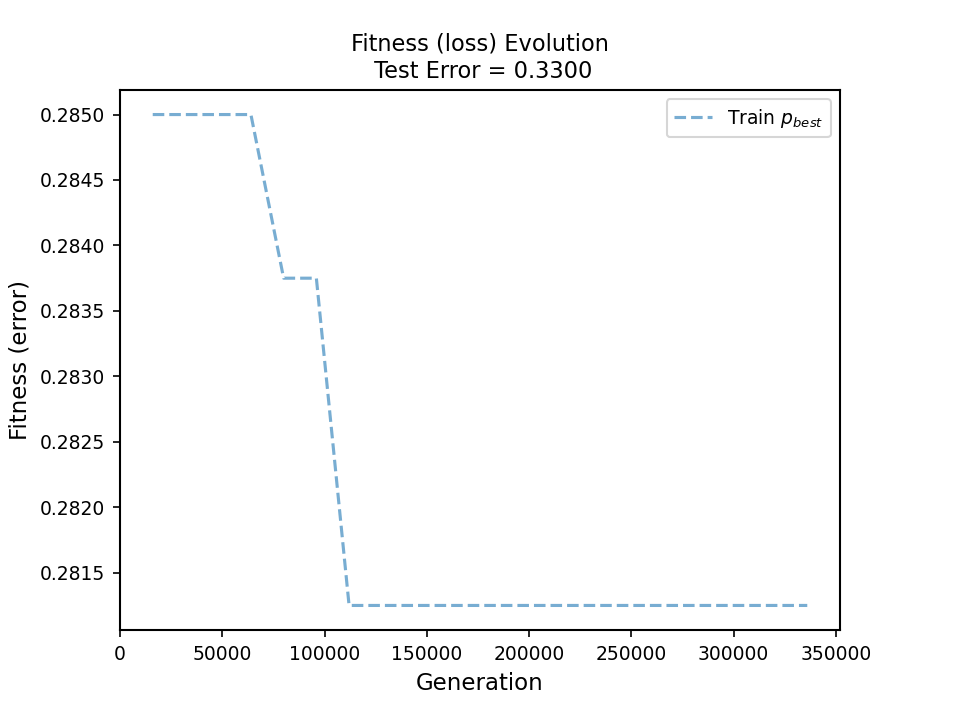 Fitness (loss) Evolution
Test Error = 0.3300
Train p_best
Fitness (error)
0.2850
0.2845
0.2840
0.2835
0.2830
0.2825
0.2820
0.2815
0 50000 100000 150000 200000 250000 300000 350000
Generation